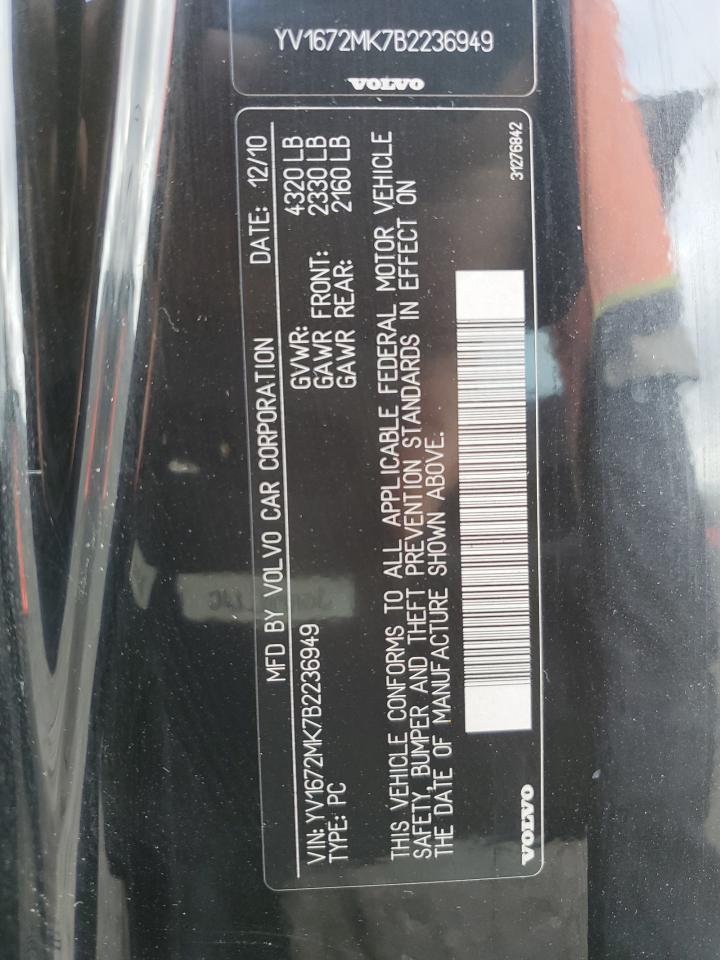 YV1672MK7B2236949
VOLVO
MFD BY VOLVO CAR CORPORATION DATE: 12/10
GVWR: 4320 LB
GAWR FRONT: 2330 LB
GAWR REAR: 2160 LB
VIN: YV1672MK7B2236949
TYPE: PC
THIS VEHICLE CONFORMS TO ALL APPLICABLE FEDERAL MOTOR VEHICLE
SAFETY, BUMPER AND THEFT PREVENTION STANDARDS IN EFFECT ON
THE DATE OF MANUFACTURE SHOWN ABOVE.
VOLVO
31276842